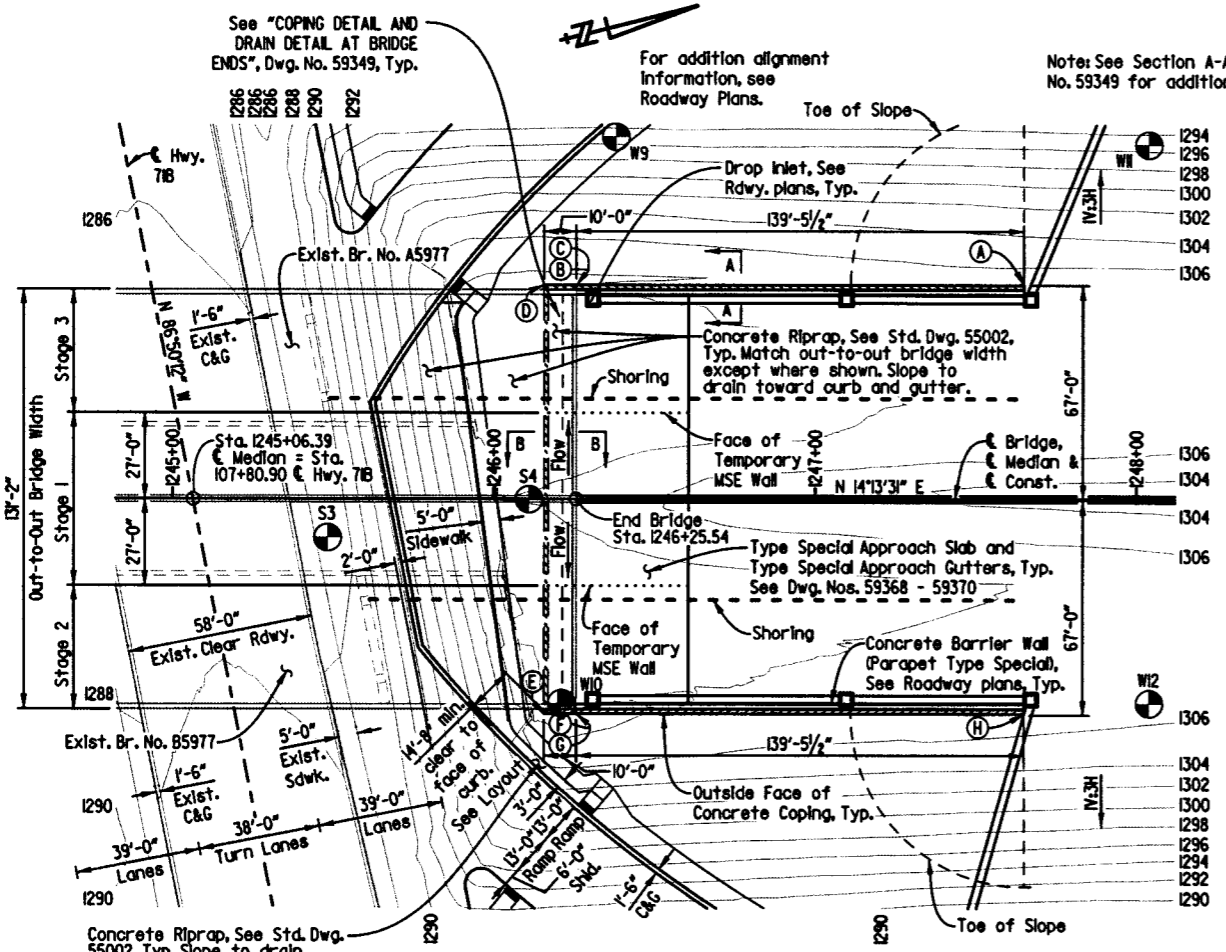 See "COPING DETAIL AND
DRAIN DETAIL AT BRIDGE
ENDS", Dwg. No. 59349, Typ.
For addition alignment
information, see
Roadway Plans.
Note: See Section A-A
No. 59349 for addition
1286
1286
1286
1288
1290
1292
Toe of Slope
W9
W11
℄ Hwy.
71B
Drop Inlet, See
Rdwy. plans, Typ.
1294
1296
1298
1300
1302
1304
1306
1V:3H
1286
10'-0"
139'-5½"
C
B
A
A
Exist. Br. No. A5977
D
A
1'-6"
Exist.
C&G
N 86°50'12" W
Concrete Riprap, See Std. Dwg. 55002,
Typ. Match out-to-out bridge width
except where shown. Slope to
drain toward curb and gutter.
Stage 3
Shoring
67'-0"
Out-to-Out Bridge Width
131'-2"
27'-0"
Stage 1
27'-0"
1245+00
Sta. 1245+06.39
℄ Median = Sta.
107+80.90 ℄ Hwy. 71B
1246+00
B
B
Flow
Face of
Temporary
MSE Wall
1247+00
℄ Bridge,
℄ Median &
℄ Const.
1248+00
1306
1304
S4
N 14°13'31" E
S3
5'-0"
Sidewalk
2'-0"
Flow
End Bridge
Sta. 1246+25.54
1304
1306
Type Special Approach Slab and
Type Special Approach Gutters, Typ.
See Dwg. Nos. 59368 - 59370
58'-0"
Exist. Clear Rdwy.
Stage 2
Face of
Temporary
MSE Wall
Shoring
67'-0"
Concrete Barrier Wall
(Parapet Type Special),
See Roadway plans, Typ.
1288
E
W10
W12
F
G
H
1306
Exist. Br. No. B5977
5'-0"
Exist.
Sdwk.
1'-6"
Exist.
C&G
14'-8" min.
clear to
face of
curb.
See Layout
139'-5½"
10'-0"
Outside Face of
Concrete Coping, Typ.
1304
1302
1300
1298
1296
1294
1292
1290
1V:3H
1290
39'-0"
Lanes
38'-0"
Turn Lanes
39'-0"
Lanes
3'-0"
13'-0"
Ramp
13'-0"
Ramp
6'-0"
Shld.
1'-6"
C&G
1290
1290
1290
Toe of Slope
Concrete Riprap, See Std. Dwg.
55002, Typ. Slope to drain